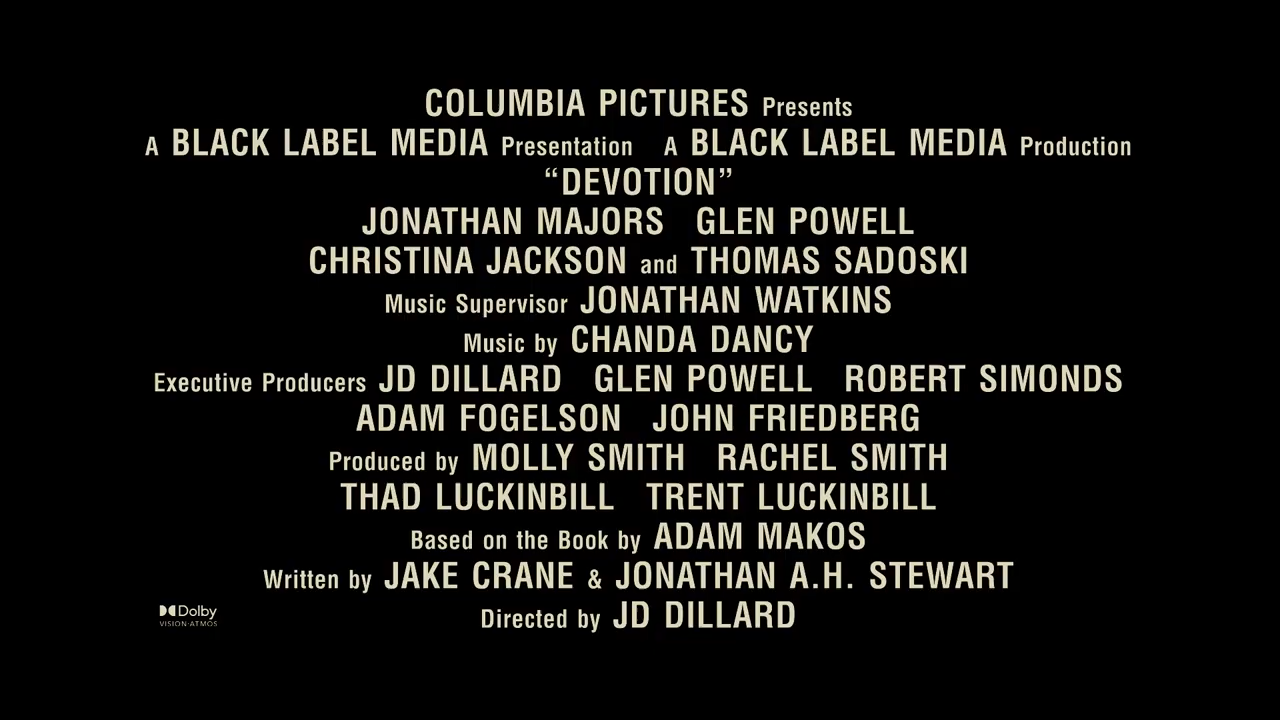 COLUMBIA PICTURES Presents
A BLACK LABEL MEDIA Presentation A BLACK LABEL MEDIA Production
“DEVOTION”
JONATHAN MAJORS GLEN POWELL
CHRISTINA JACKSON and THOMAS SADOSKI
Music Supervisor JONATHAN WATKINS
Music by CHANDA DANCY
Executive Producers JD DILLARD GLEN POWELL ROBERT SIMONDS
ADAM FOGELSON JOHN FRIEDBERG
Produced by MOLLY SMITH RACHEL SMITH
THAD LUCKINBILL TRENT LUCKINBILL
Based on the Book by ADAM MAKOS
Written by JAKE CRANE & JONATHAN A.H. STEWART
Directed by JD DILLARD
Dolby
VISION·ATMOS